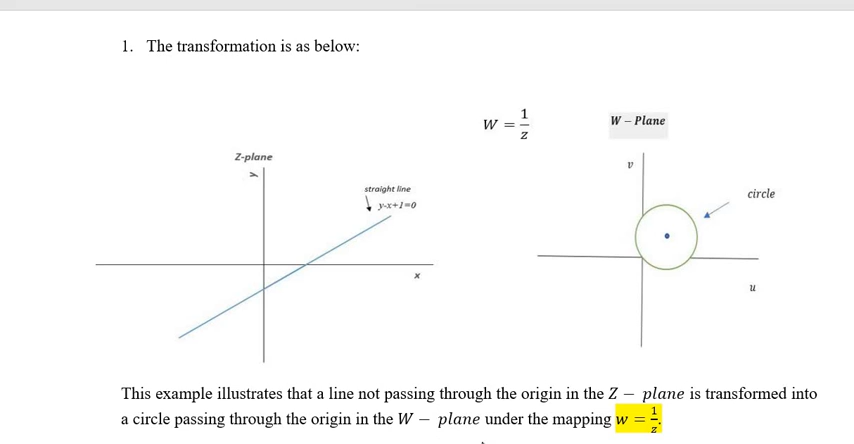 1. The transformation is as below:
W = 1/z
W – Plane
Z-plane
y
v
straight line
y-x+1=0
circle
x
u
This example illustrates that a line not passing through the origin in the Z − plane is transformed into
a circle passing through the origin in the W − plane under the mapping w = 1/z.